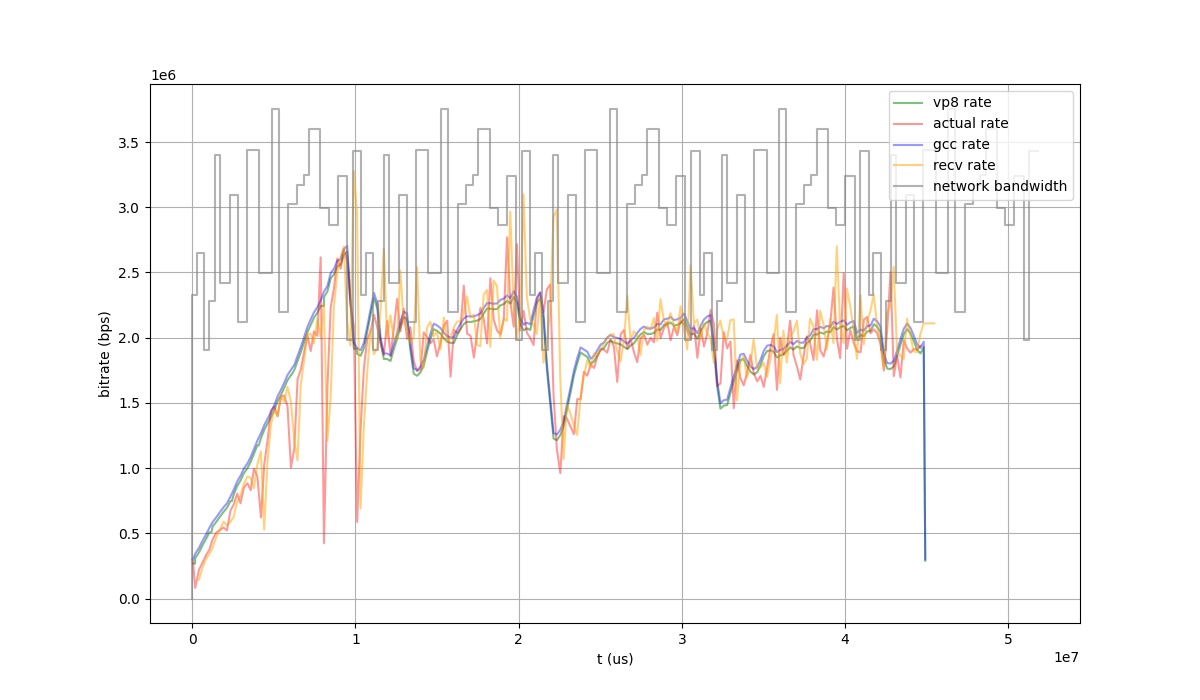 1e6
3.5
3.0
2.5
2.0
1.5
1.0
0.5
0.0
bitrate (bps)
vp8 rate
actual rate
gcc rate
recv rate
network bandwidth
0 1 2 3 4 5
t (us)
1e7